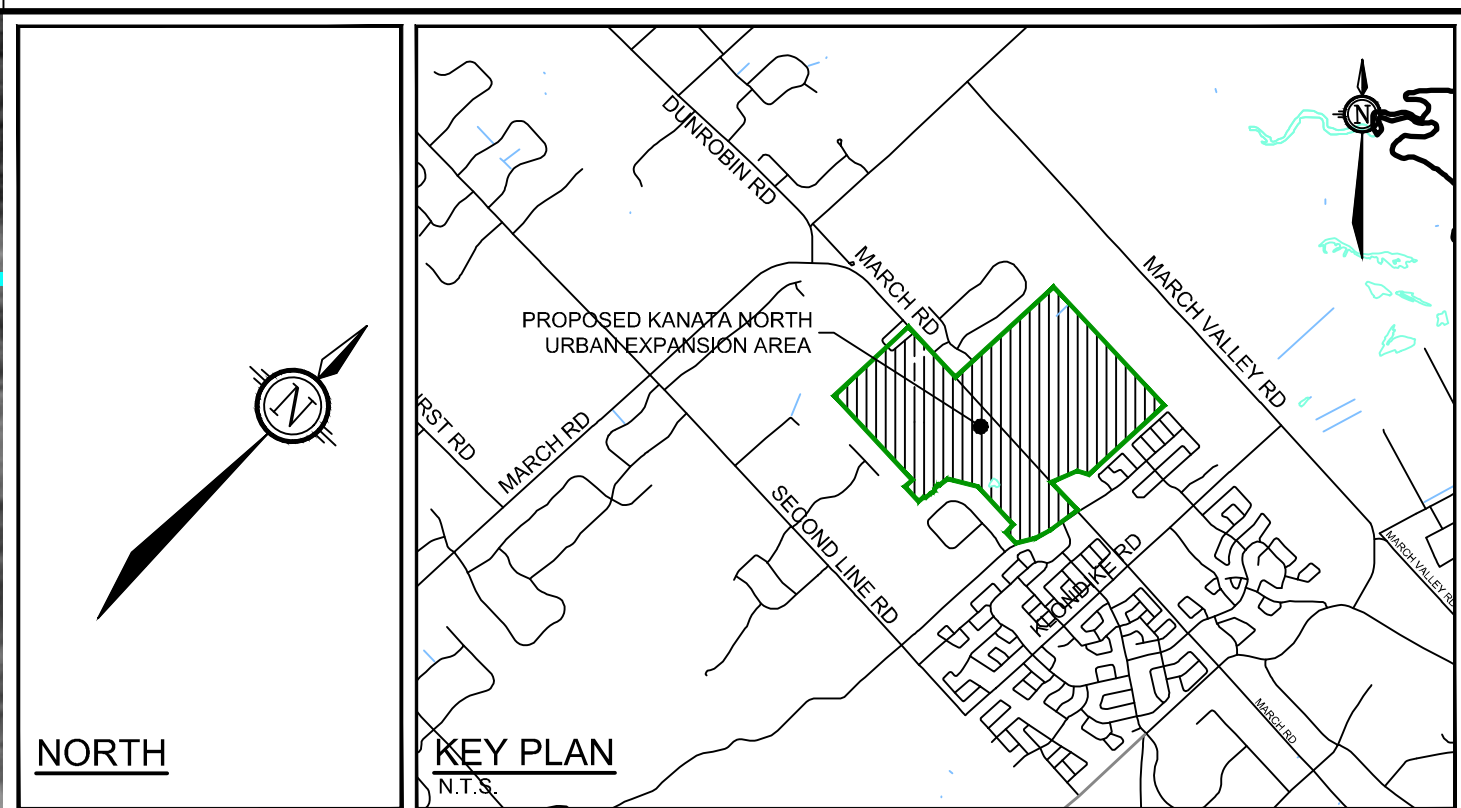 N
NORTH
DUNROBIN RD
N
MARCH RD
MARCH VALLEY RD
PROPOSED KANATA NORTH
URBAN EXPANSION AREA
RST RD
MARCH RD
SECOND LINE RD
KLONDIKE RD
MARCH VALLEY RD
MARCH RD
KEY PLAN
N.T.S.